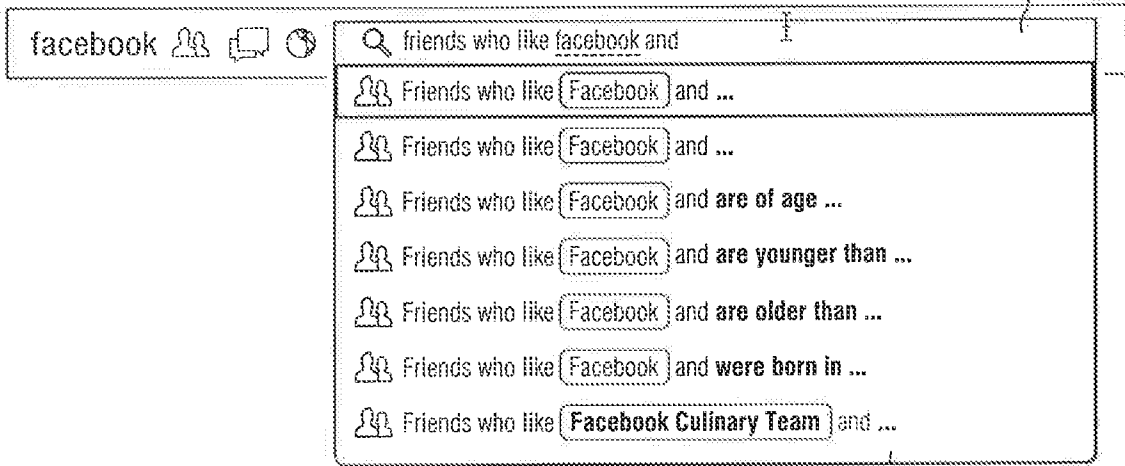 facebook friends who like facebook and
Friends who like Facebook and ...
Friends who like Facebook and ...
Friends who like Facebook and are of age ...
Friends who like Facebook and are younger than ...
Friends who like Facebook and are older than ...
Friends who like Facebook and were born in ...
Friends who like Facebook Culinary Team and ...